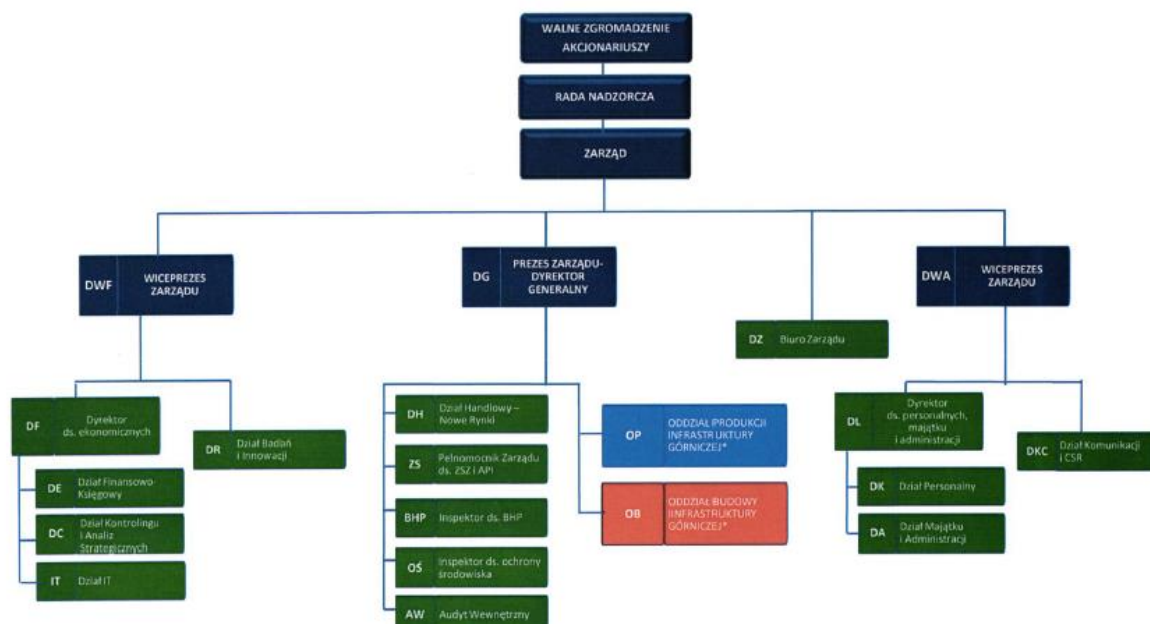 WALNE ZGROMADZENIE
AKCJONARIUSZY
RADA NADZORCZA
ZARZĄD
DWF
WICEPREZES
ZARZĄDU
DG
PREZES ZARZĄDU-
DYREKTOR
GENERALNY
DWA
WICEPREZES
ZARZĄDU
DZ
Biuro Zarządu
DF
Dyrektor
ds. ekonomicznych
DR
Dział Badań
i Innowacji
DE
Dział Finansowo-
Księgowy
DC
Dział Kontrolingu
i Analiz
Strategicznych
IT
Dział IT
DH
Dział Handlowy –
Nowe Rynki
ZS
Pełnomocnik Zarządu
ds. ZSZ i API
BHP
Inspektor ds. BHP
OŚ
Inspektor ds. ochrony
środowiska
AW
Audyt Wewnętrzny
OP
ODDZIAŁ PRODUKCJI
INFRASTRUKTURY
GÓRNICZEJ*
OB
ODDZIAŁ BUDOWY
IINFRASTRUKTURY
GÓRNICZEJ*
DL
Dyrektor
ds. personalnych,
majątku
i administracji
DKC
Dział Komunikacji
i CSR
DK
Dział Personalny
DA
Dział Majątku
i Administracji